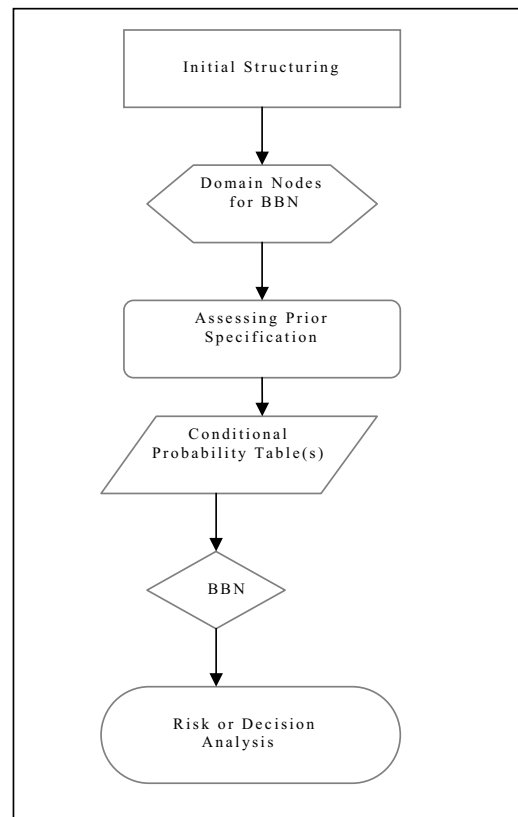 Initial Structuring
Domain Nodes
for BBN
Assessing Prior
Specification
Conditional
Probability Table(s)
BBN
Risk or Decision
Analysis